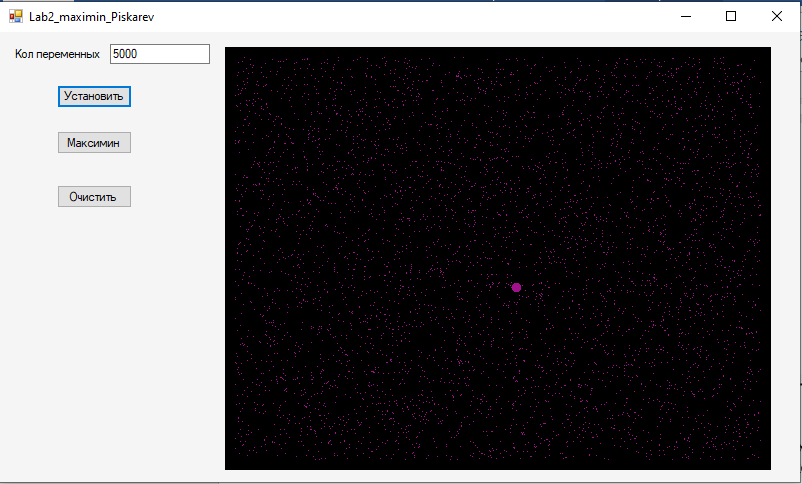 Lab2_maximin_Piskarev
Кол переменных 5000
Установить
Максимин
Очистить